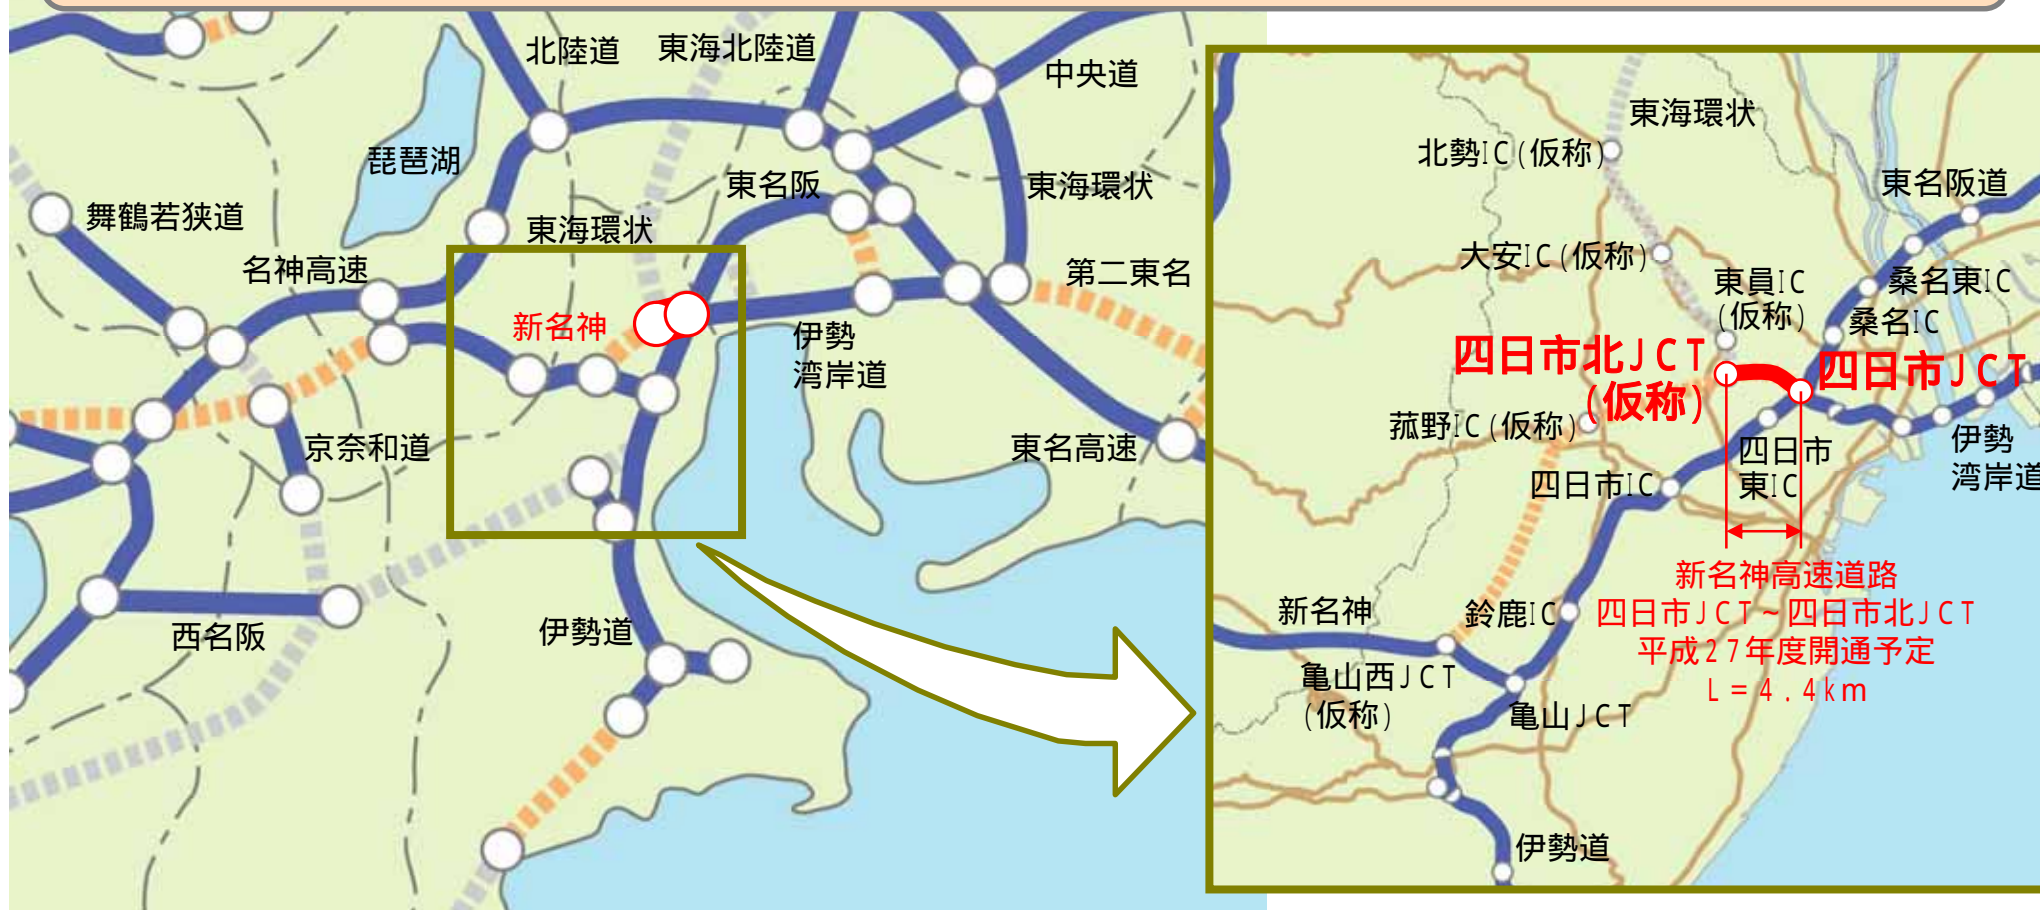 北陸道
東海北陸道
中央道
琵琶湖
東名阪
東海環状
舞鶴若狭道
東海環状
名神高速
第二東名
新名神
伊勢
湾岸道
京奈和道
東名高速
西名阪
伊勢道
東海環状
北勢IC(仮称)
東名阪道
大安IC(仮称)
東員IC
(仮称)
桑名東IC
桑名IC
四日市北JCT
(仮称)
四日市JCT
菰野IC(仮称)
四日市
東IC
伊勢
湾岸道
四日市IC
新名神高速道路
四日市JCT~四日市北JCT
平成27年度開通予定
L=4.4km
新名神
鈴鹿IC
亀山西JCT
(仮称)
亀山JCT
伊勢道